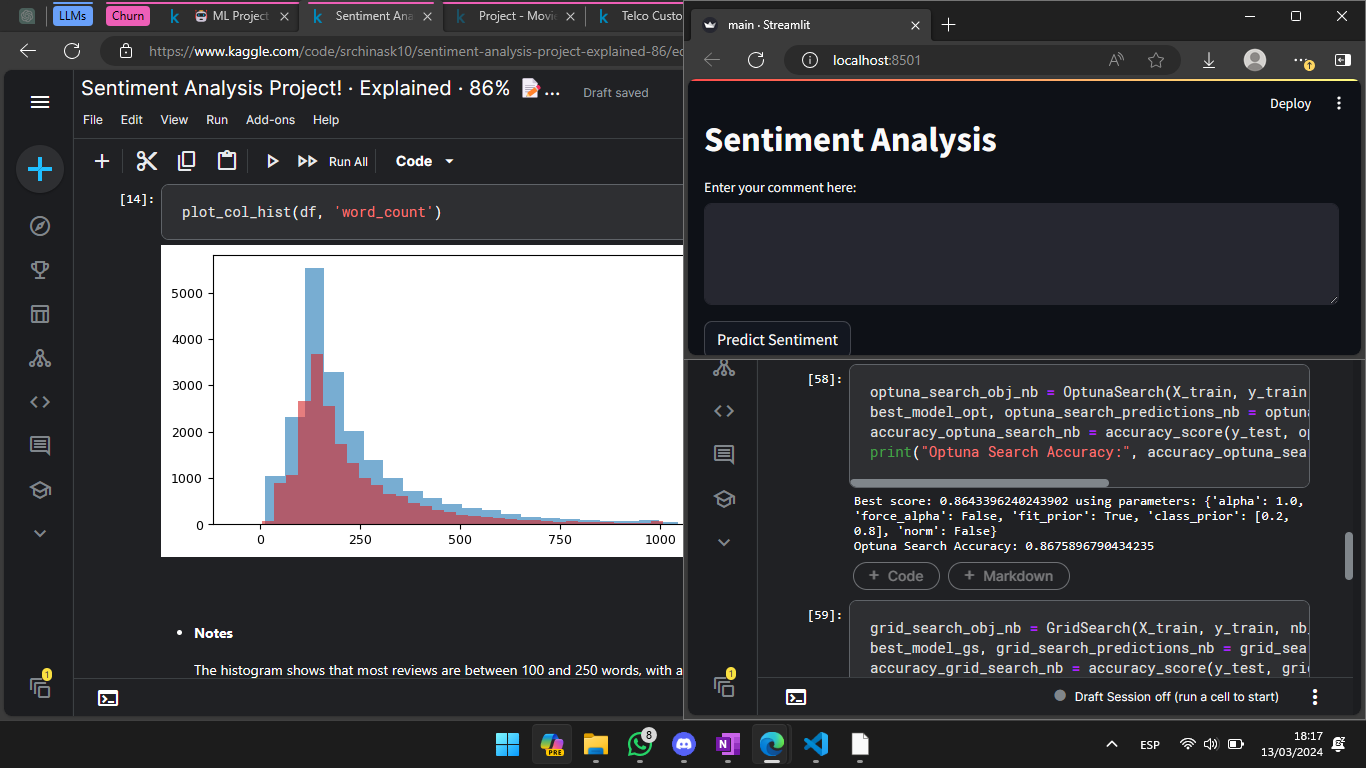 LLMs
Churn
ML Project
Sentiment Ana
Project - Movie
Telco Custo
https://www.kaggle.com/code/srchinask10/sentiment-analysis-project-explained-86/ed
Sentiment Analysis Project! · Explained · 86% 📝...
Draft saved
File Edit View Run Add-ons Help
Run All
Code
[14]:
plot_col_hist(df, 'word_count')
5000
4000
3000
2000
1000
0
0 250 500 750 1000
Notes
The histogram shows that most reviews are between 100 and 250 words, with a
1
main · Streamlit
localhost:8501
Deploy
Sentiment Analysis
Enter your comment here:
Predict Sentiment
[58]:
optuna_search_obj_nb = OptunaSearch(X_train, y_train
best_model_opt, optuna_search_predictions_nb = optuna
accuracy_optuna_search_nb = accuracy_score(y_test, op
print("Optuna Search Accuracy:", accuracy_optuna_sea
Best score: 0.8643396240243902 using parameters: {'alpha': 1.0,
'force_alpha': False, 'fit_prior': True, 'class_prior': [0.2,
0.8], 'norm': False}
Optuna Search Accuracy: 0.8675896790434235
+ Code
+ Markdown
[59]:
grid_search_obj_nb = GridSearch(X_train, y_train, nb,
best_model_gs, grid_search_predictions_nb = grid_sea
accuracy_grid_search_nb = accuracy_score(y_test, gri
1
Draft Session off (run a cell to start)
PRE
8
ESP
18:17
13/03/2024